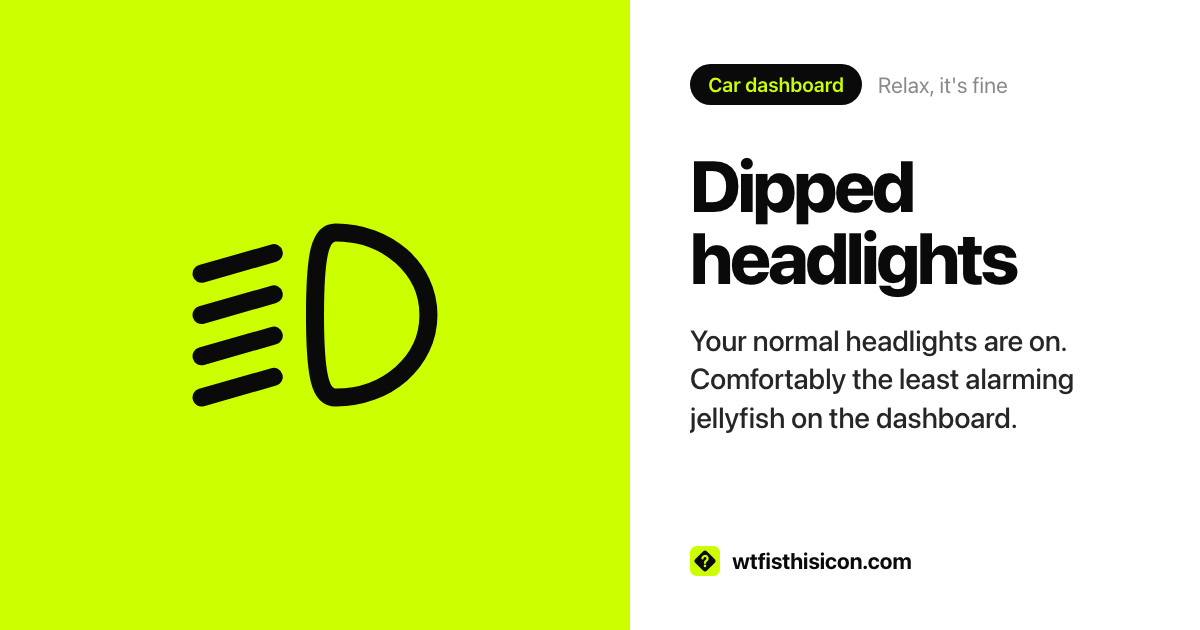 Car dashboard
Relax, it's fine
Dipped
headlights
Your normal headlights are on.
Comfortably the least alarming
jellyfish on the dashboard.
wtfisthisicon.com